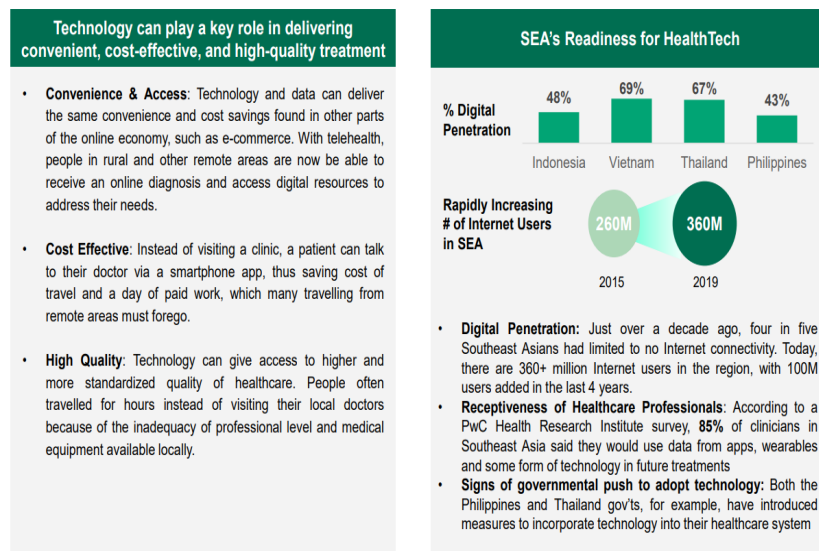 Technology can play a key role in delivering
convenient, cost-effective, and high-quality treatment
• Convenience & Access: Technology and data can deliver
the same convenience and cost savings found in other parts
of the online economy, such as e-commerce. With telehealth,
people in rural and other remote areas are now be able to
receive an online diagnosis and access digital resources to
address their needs.
• Cost Effective: Instead of visiting a clinic, a patient can talk
to their doctor via a smartphone app, thus saving cost of
travel and a day of paid work, which many travelling from
remote areas must forego.
• High Quality: Technology can give access to higher and
more standardized quality of healthcare. People often
travelled for hours instead of visiting their local doctors
because of the inadequacy of professional level and medical
equipment available locally.
SEA's Readiness for HealthTech
% Digital
Penetration
48% 69% 67% 43%
Indonesia Vietnam Thailand Philippines
Rapidly Increasing
# of Internet Users
in SEA
260M 360M
2015 2019
• Digital Penetration: Just over a decade ago, four in five
Southeast Asians had limited to no Internet connectivity. Today,
there are 360+ million Internet users in the region, with 100M
users added in the last 4 years.
• Receptiveness of Healthcare Professionals: According to a
PwC Health Research Institute survey, 85% of clinicians in
Southeast Asia said they would use data from apps, wearables
and some form of technology in future treatments
• Signs of governmental push to adopt technology: Both the
Philippines and Thailand gov'ts, for example, have introduced
measures to incorporate technology into their healthcare system